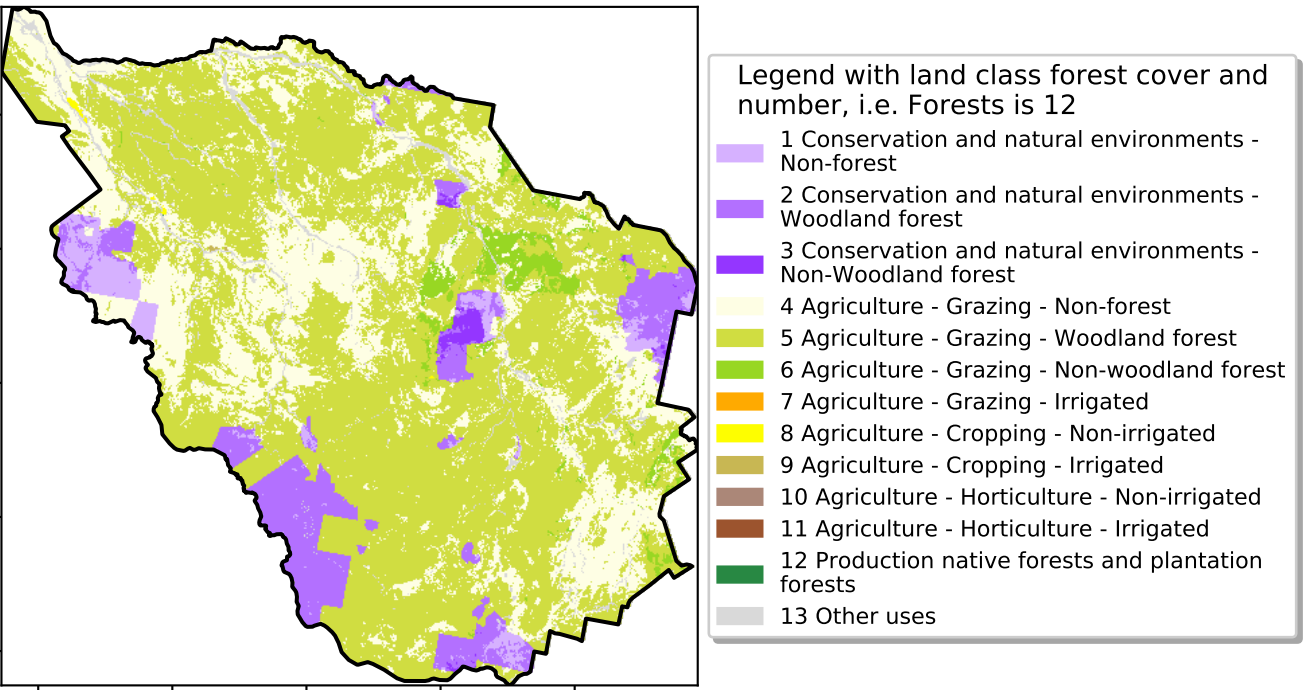 Legend with land class forest cover and
number, i.e. Forests is 12
1 Conservation and natural environments -
Non-forest
2 Conservation and natural environments -
Woodland forest
3 Conservation and natural environments -
Non-Woodland forest
4 Agriculture - Grazing - Non-forest
5 Agriculture - Grazing - Woodland forest
6 Agriculture - Grazing - Non-woodland forest
7 Agriculture - Grazing - Irrigated
8 Agriculture - Cropping - Non-irrigated
9 Agriculture - Cropping - Irrigated
10 Agriculture - Horticulture - Non-irrigated
11 Agriculture - Horticulture - Irrigated
12 Production native forests and plantation
forests
13 Other uses